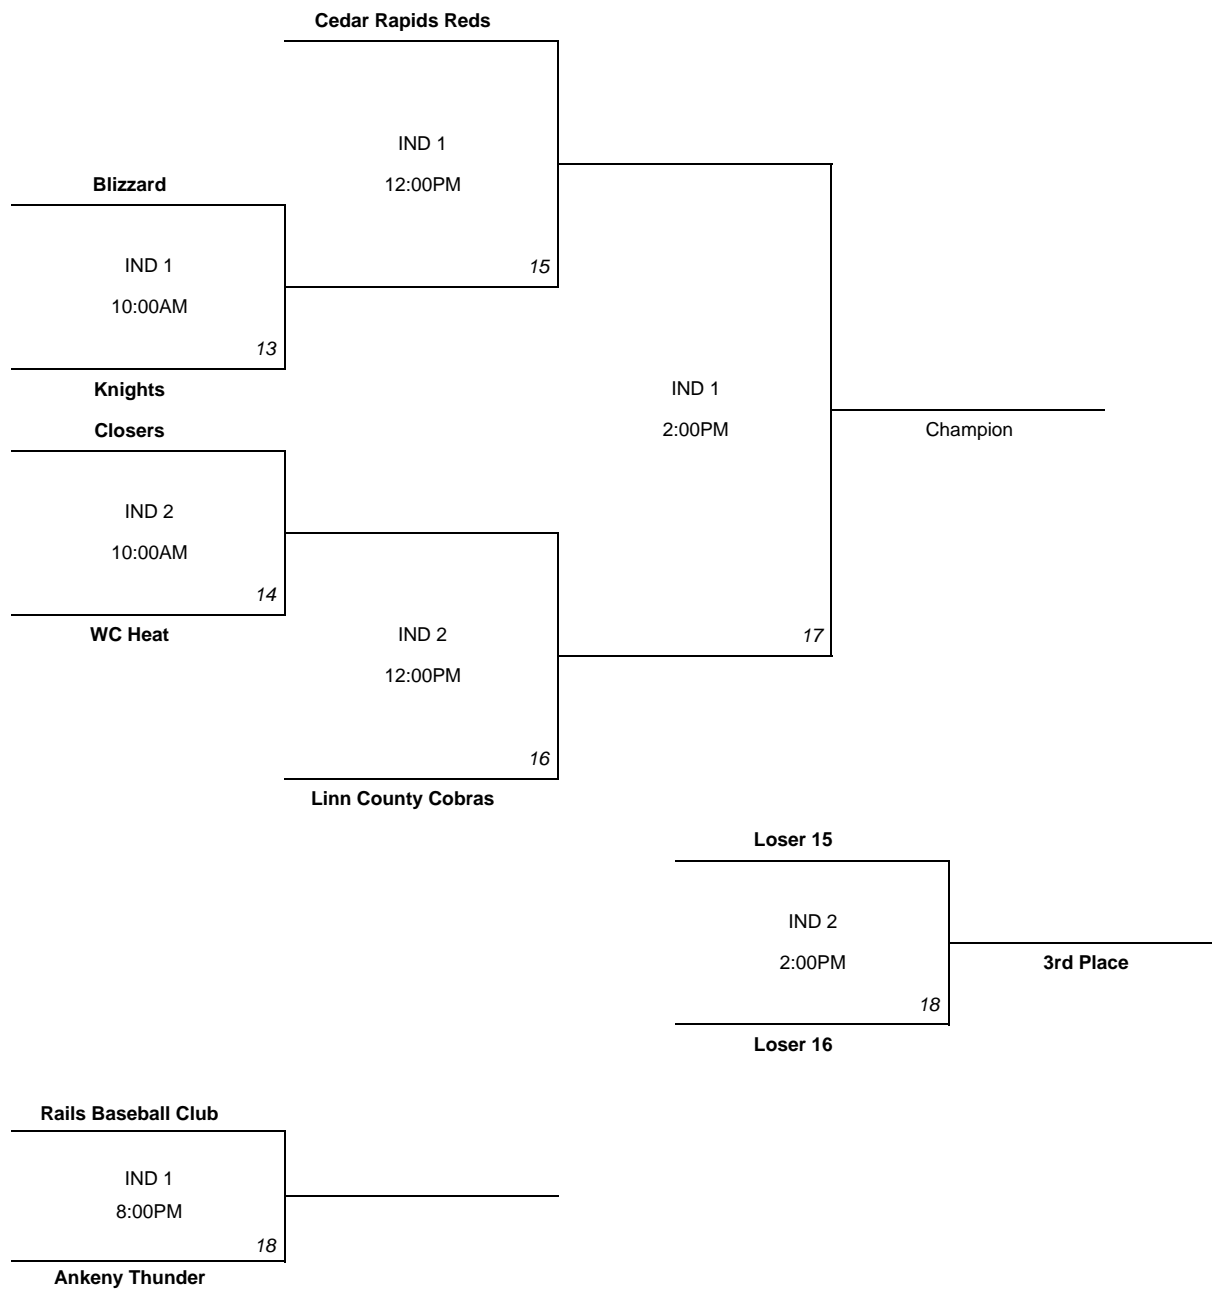 Cedar Rapids Reds
IND 1
12:00PM
15
Blizzard
IND 1
10:00AM
13
Knights
Closers
IND 2
10:00AM
14
WC Heat
IND 2
12:00PM
16
Linn County Cobras
IND 1
2:00PM
17
Champion
Loser 15
IND 2
2:00PM
18
Loser 16
3rd Place
Rails Baseball Club
IND 1
8:00PM
18
Ankeny Thunder